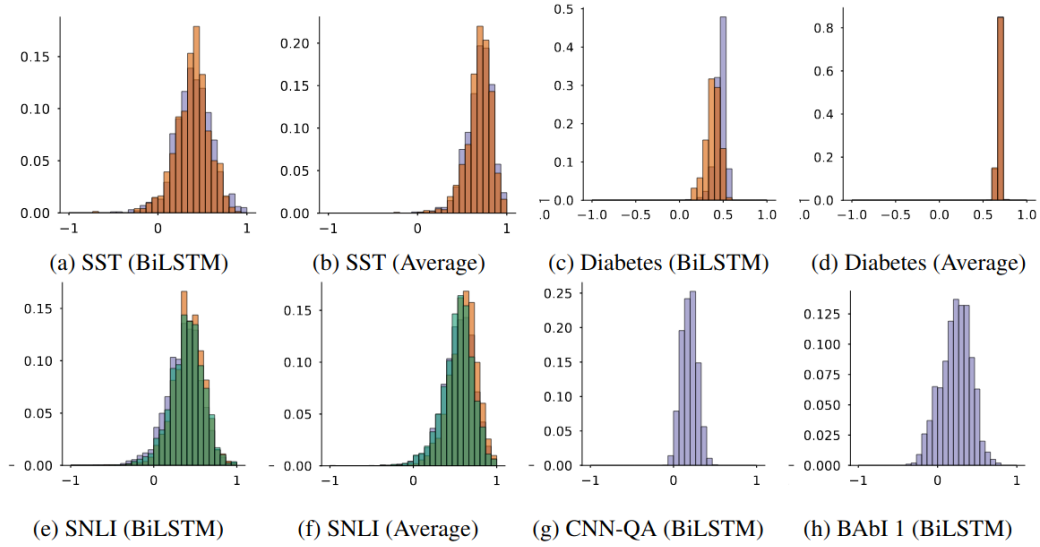 0.15
0.10
0.05
0.00
−1 0 1
(a) SST (BiLSTM)
0.20
0.15
0.10
0.05
0.00
−1 0 1
(b) SST (Average)
0.5
0.4
0.3
0.2
0.1
0.0
.0 −1.0 −0.5 0.0 0.5 1.0
(c) Diabetes (BiLSTM)
0.8
0.6
0.4
0.2
0.0
.0 −1.0 −0.5 0.0 0.5 1.0
(d) Diabetes (Average)
0.15
0.10
0.05
0.00
−1 0 1
(e) SNLI (BiLSTM)
0.15
0.10
0.05
0.00
−1 0 1
(f) SNLI (Average)
0.25
0.20
0.15
0.10
0.05
0.00
−1 0 1
(g) CNN-QA (BiLSTM)
0.125
0.100
0.075
0.050
0.025
0.000
−1 0 1
(h) BAbI 1 (BiLSTM)